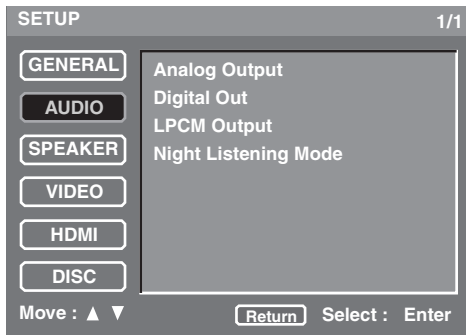 SETUP 1/1
GENERAL
AUDIO
SPEAKER
VIDEO
HDMI
DISC
Analog Output
Digital Out
LPCM Output
Night Listening Mode
Move : ▲ ▼ Return Select : Enter